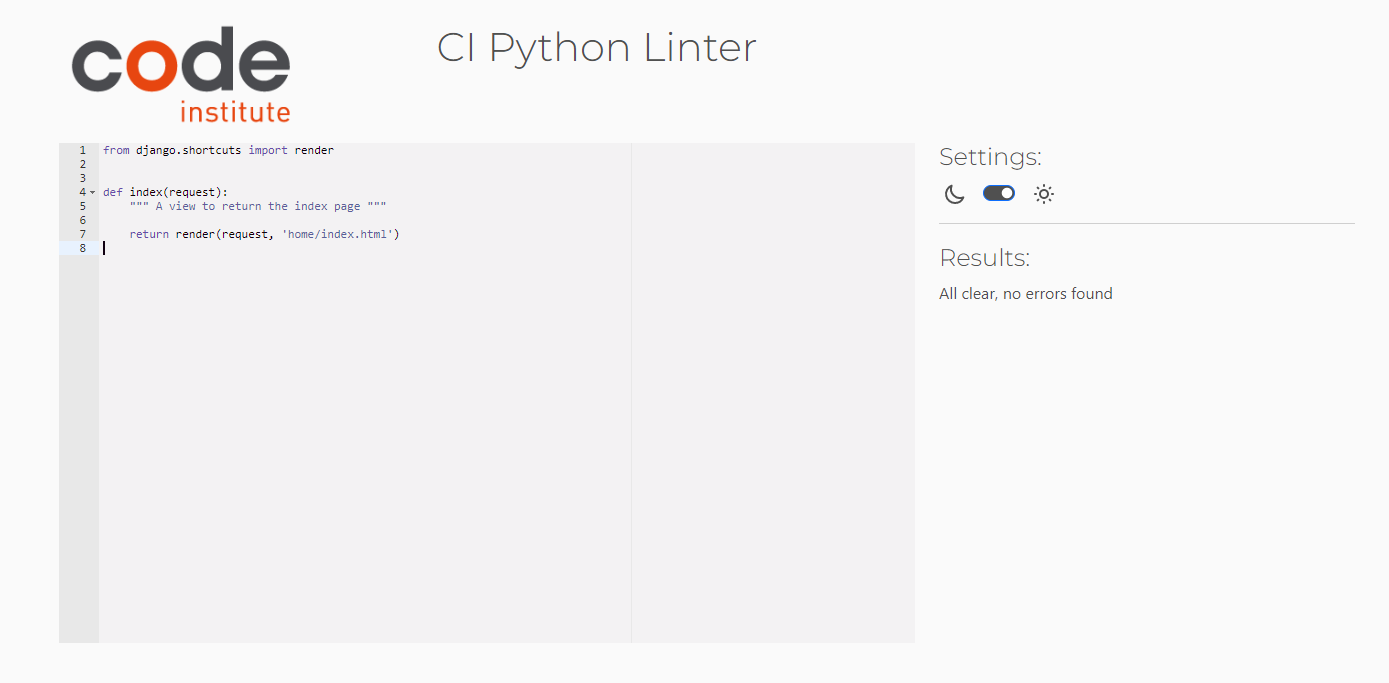 code
institute
CI Python Linter
1 from django.shortcuts import render
2
3
4 def index(request):
5     """ A view to return the index page """
6
7     return render(request, 'home/index.html')
8
Settings:
Results:
All clear, no errors found